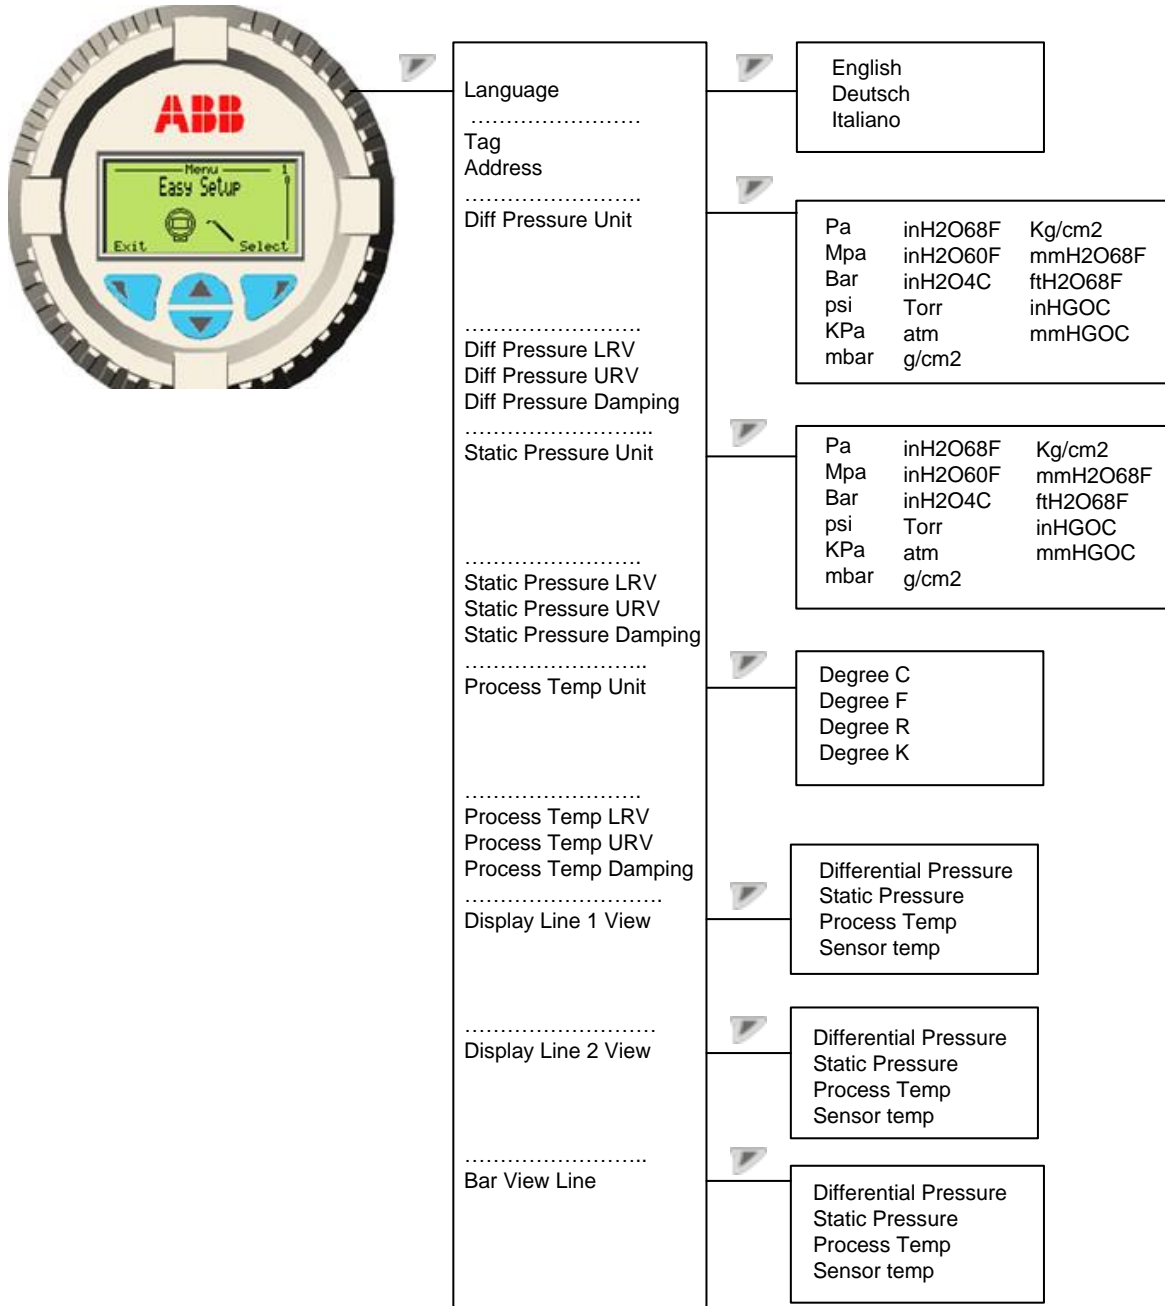 ABB
Menu 1
Easy Setup
Exit Select
Language
........................
Tag
Address
.........................
Diff Pressure Unit
.........................
Diff Pressure LRV
Diff Pressure URV
Diff Pressure Damping
...........................
Static Pressure Unit
.........................
Static Pressure LRV
Static Pressure URV
Static Pressure Damping
..........................
Process Temp Unit
.........................
Process Temp LRV
Process Temp URV
Process Temp Damping
............................
Display Line 1 View
...........................
Display Line 2 View
..........................
Bar View Line
English
Deutsch
Italiano
Pa inH2O68F Kg/cm2
Mpa inH2O60F mmH2O68F
Bar inH2O4C ftH2O68F
psi Torr inHGOC
KPa atm mmHGOC
mbar g/cm2
Pa inH2O68F Kg/cm2
Mpa inH2O60F mmH2O68F
Bar inH2O4C ftH2O68F
psi Torr inHGOC
KPa atm mmHGOC
mbar g/cm2
Degree C
Degree F
Degree R
Degree K
Differential Pressure
Static Pressure
Process Temp
Sensor temp
Differential Pressure
Static Pressure
Process Temp
Sensor temp
Differential Pressure
Static Pressure
Process Temp
Sensor temp